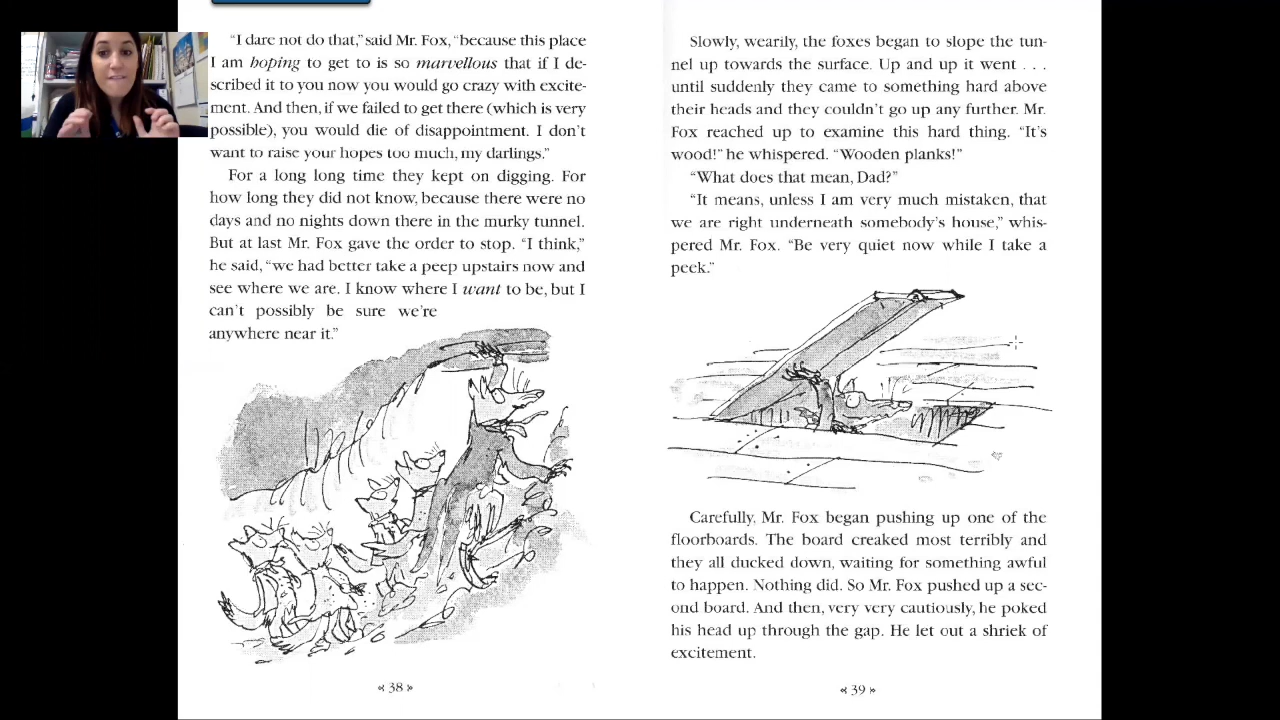 “I dare not do that,” said Mr. Fox, “because this place
I am hoping to get to is so marvellous that if I de-
scribed it to you now you would go crazy with excite-
ment. And then, if we failed to get there (which is very
possible), you would die of disappointment. I don’t
want to raise your hopes too much, my darlings.”
For a long long time they kept on digging. For
how long they did not know, because there were no
days and no nights down there in the murky tunnel.
But at last Mr. Fox gave the order to stop. “I think,”
he said, “we had better take a peep upstairs now and
see where we are. I know where I want to be, but I
can’t possibly be sure we’re
anywhere near it.”
« 38 »
Slowly, wearily, the foxes began to slope the tun-
nel up towards the surface. Up and up it went . . .
until suddenly they came to something hard above
their heads and they couldn’t go up any further. Mr.
Fox reached up to examine this hard thing. “It’s
wood!” he whispered. “Wooden planks!”
“What does that mean, Dad?”
“It means, unless I am very much mistaken, that
we are right underneath somebody’s house,” whis-
pered Mr. Fox. “Be very quiet now while I take a
peek.”
Carefully, Mr. Fox began pushing up one of the
floorboards. The board creaked most terribly and
they all ducked down, waiting for something awful
to happen. Nothing did. So Mr. Fox pushed up a sec-
ond board. And then, very very cautiously, he poked
his head up through the gap. He let out a shriek of
excitement.
« 39 »